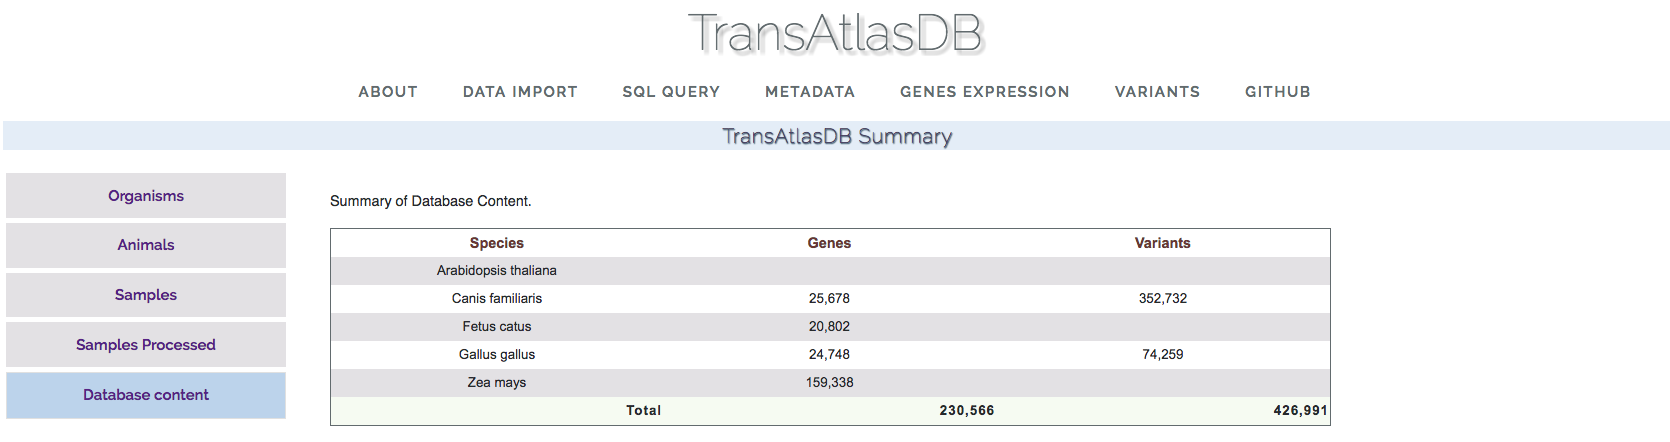 TransAtlasDB
ABOUT DATA IMPORT SQL QUERY METADATA GENES EXPRESSION VARIANTS GITHUB
TransAtlasDB Summary
Organisms
Animals
Samples
Samples Processed
Database content
Summary of Database Content.
Species Genes Variants
Arabidopsis thaliana
Canis familiaris 25,678 352,732
Fetus catus 20,802
Gallus gallus 24,748 74,259
Zea mays 159,338
Total 230,566 426,991